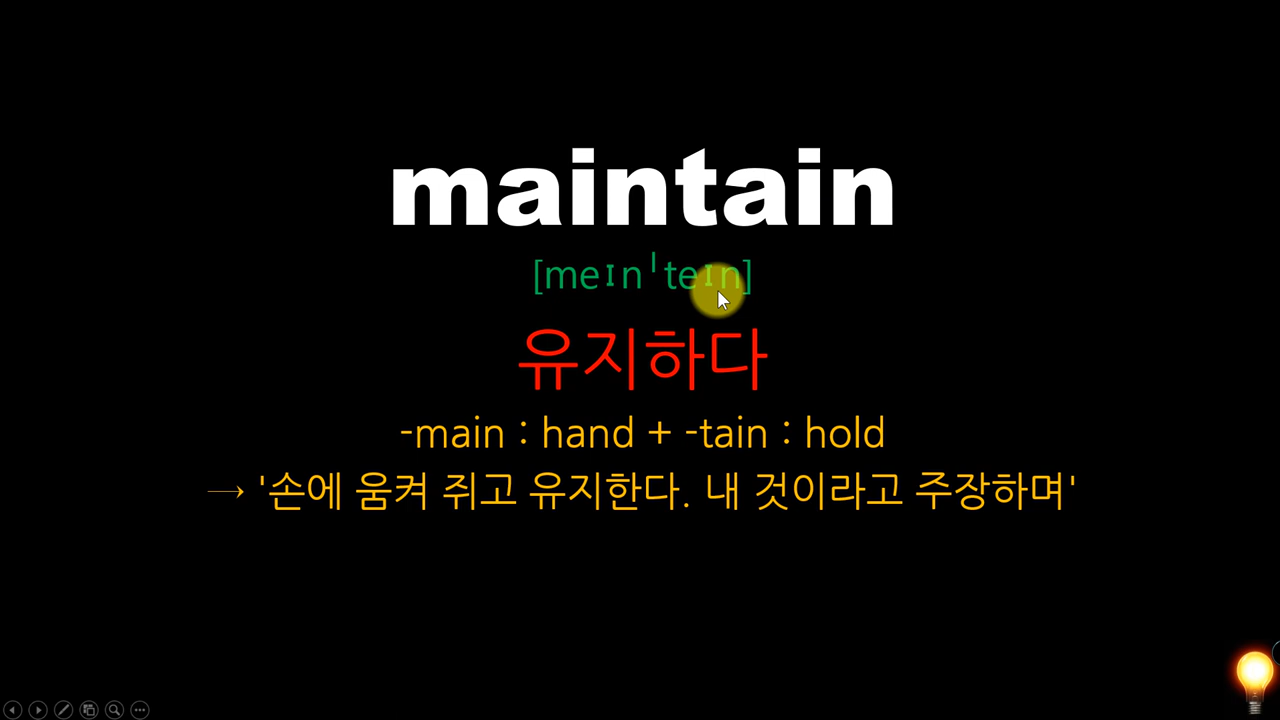 maintain
[meɪnˈteɪn]
유지하다
-main : hand + -tain : hold
→ '손에 움켜 쥐고 유지한다. 내 것이라고 주장하며'